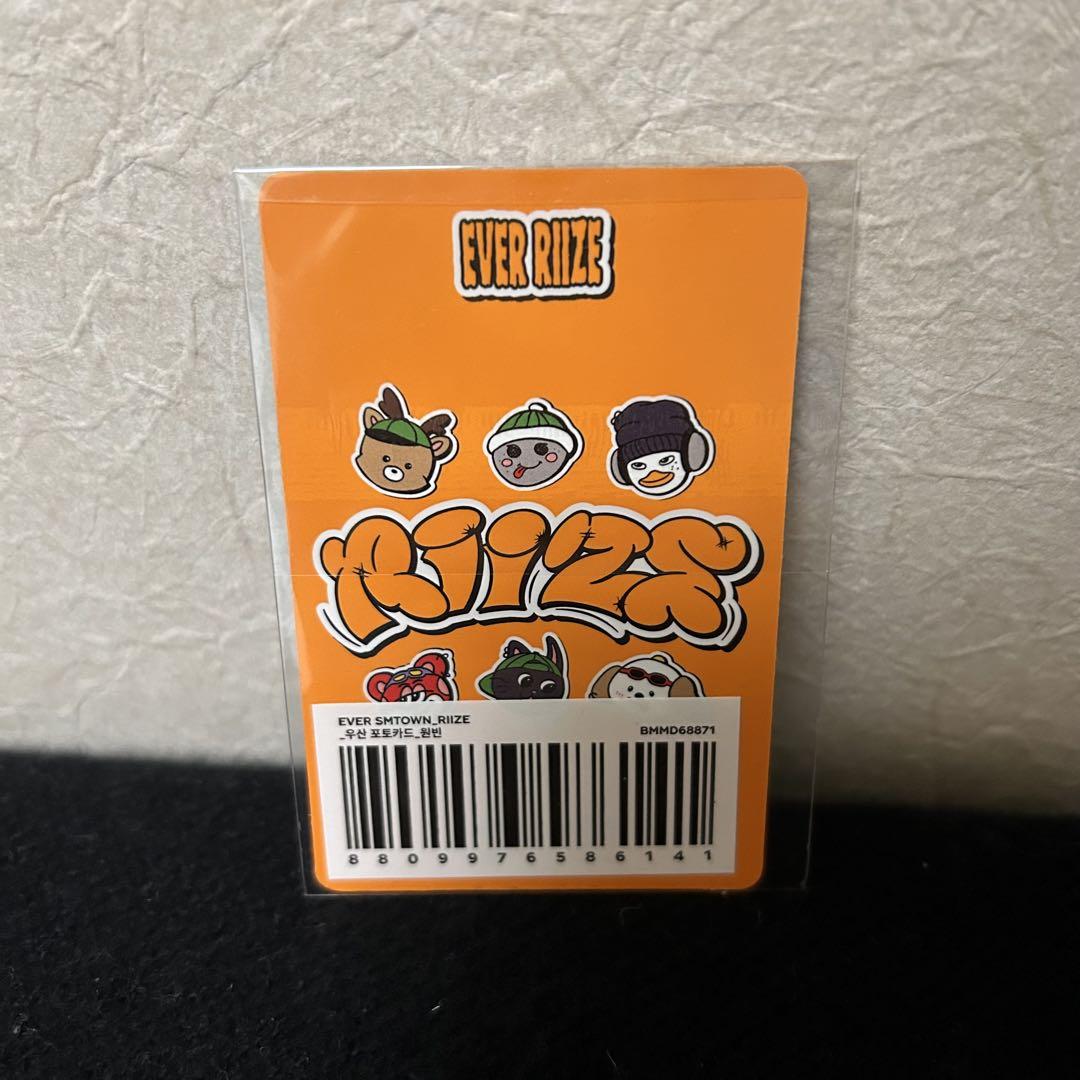 EVER RIIZE
RIIZE
EVER SMTOWN_RIIZE
_우산 포토카드_원빈
BMMD68871
8809976586141